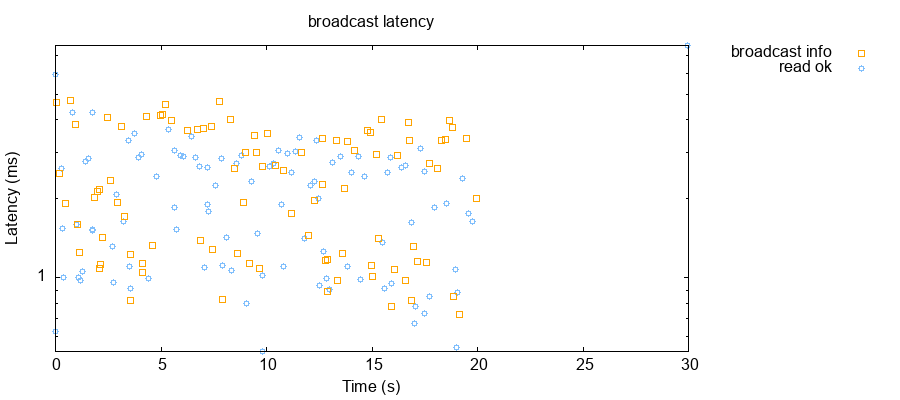 broadcast latency
broadcast info
read ok
Latency (ms)
1
0 5 10 15 20 25 30
Time (s)